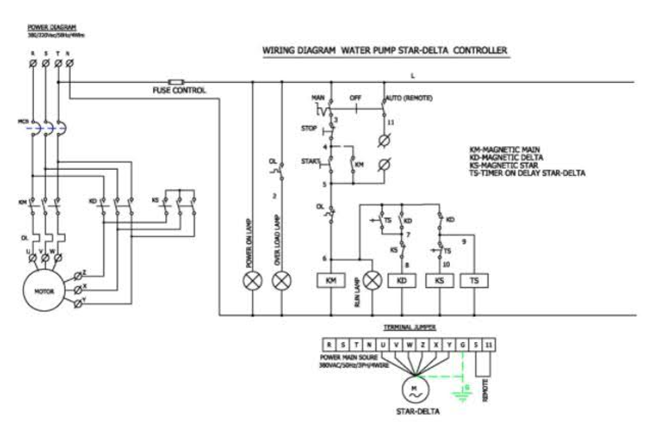 POWER DIAGRAM
380/220Vac/50Hz/4Wire
R S T N
WIRING DIAGRAM WATER PUMP STAR-DELTA CONTROLLER
L
FUSE CONTROL
MAN OFF AUTO (REMOTE)
3 11
STOP
MCB
4
START KM
5
KM-MAGNETIC MAIN
KD-MAGNETIC DELTA
KS-MAGNETIC STAR
TS-TIMER ON DELAY STAR-DELTA
OL
2
KM KD KS
OL
OL
U V W
TS KD KD
7 9
KS TS
6 8 10
POWER ON LAMP
OVER LOAD LAMP
RUN LAMP
KM KD KS TS
MOTOR
Z
X
Y
TERMINAL JUMPER
R S T N U V W Z X Y G 5 11
POWER MAIN SOURE
380VAC/50Hz/3PH/4WIRE
M
REMOTE
STAR-DELTA